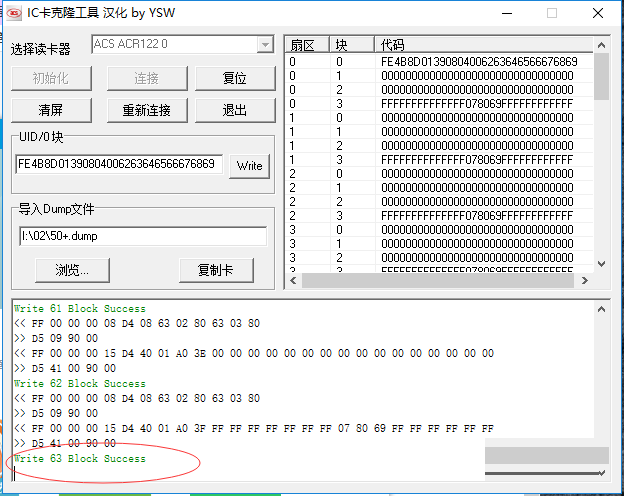 IC卡克隆工具 汉化 by YSW
选择读卡器
ACS ACR122 0
初始化
连接
复位
清屏
重新连接
退出
UID/0块
FE4B8D01390804006263646566676869
Write
导入Dump文件
I:\02\50+.dump
浏览...
复制卡
扇区 块 代码
0 0 FE4B8D01390804006263646566676869
0 1 00000000000000000000000000000000
0 2 00000000000000000000000000000000
0 3 FFFFFFFFFFFFFF078069FFFFFFFFFFFF
1 0 00000000000000000000000000000000
1 1 00000000000000000000000000000000
1 2 00000000000000000000000000000000
1 3 FFFFFFFFFFFFFF078069FFFFFFFFFFFF
2 0 00000000000000000000000000000000
2 1 00000000000000000000000000000000
2 2 00000000000000000000000000000000
2 3 FFFFFFFFFFFFFF078069FFFFFFFFFFFF
3 0 00000000000000000000000000000000
3 1 00000000000000000000000000000000
3 2 00000000000000000000000000000000
3 3 FFFFFFFFFFFFFF078069FFFFFFFFFFFF
Write 61 Block Success
<< FF 00 00 00 08 D4 08 63 02 80 63 03 80
>> D5 09 90 00
<< FF 00 00 00 15 D4 40 01 A0 3E 00 00 00 00 00 00 00 00 00 00 00 00 00 00 00 00
>> D5 41 00 90 00
Write 62 Block Success
<< FF 00 00 00 08 D4 08 63 02 80 63 03 80
>> D5 09 90 00
<< FF 00 00 00 15 D4 40 01 A0 3F FF FF FF FF FF FF FF 07 80 69 FF FF FF FF FF FF
>> D5 41 00 90 00
Write 63 Block Success